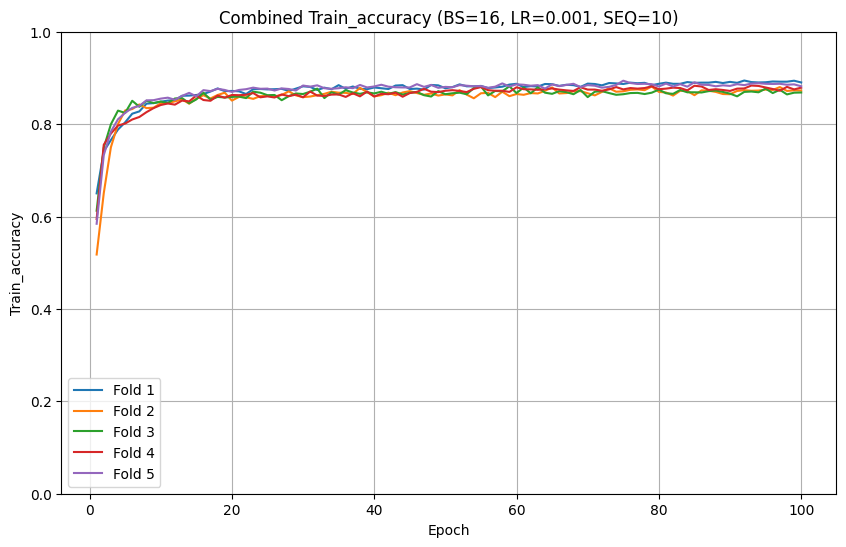 Combined Train_accuracy (BS=16, LR=0.001, SEQ=10)
Train_accuracy
1.0
0.8
0.6
0.4
0.2
0.0
Fold 1
Fold 2
Fold 3
Fold 4
Fold 5
0 20 40 60 80 100
Epoch